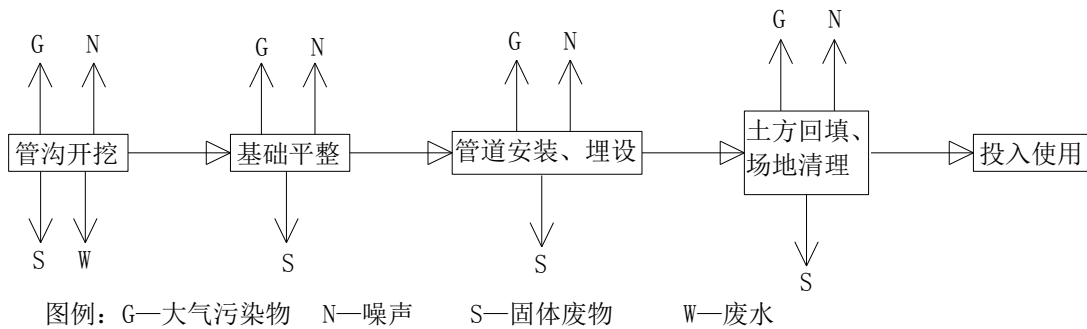 G N G N G N G N
管沟开挖 基础平整 管道安装、埋设 土方回填、
场地清理 投入使用
S W S S S
图例：G—大气污染物 N—噪声 S—固体废物 W—废水